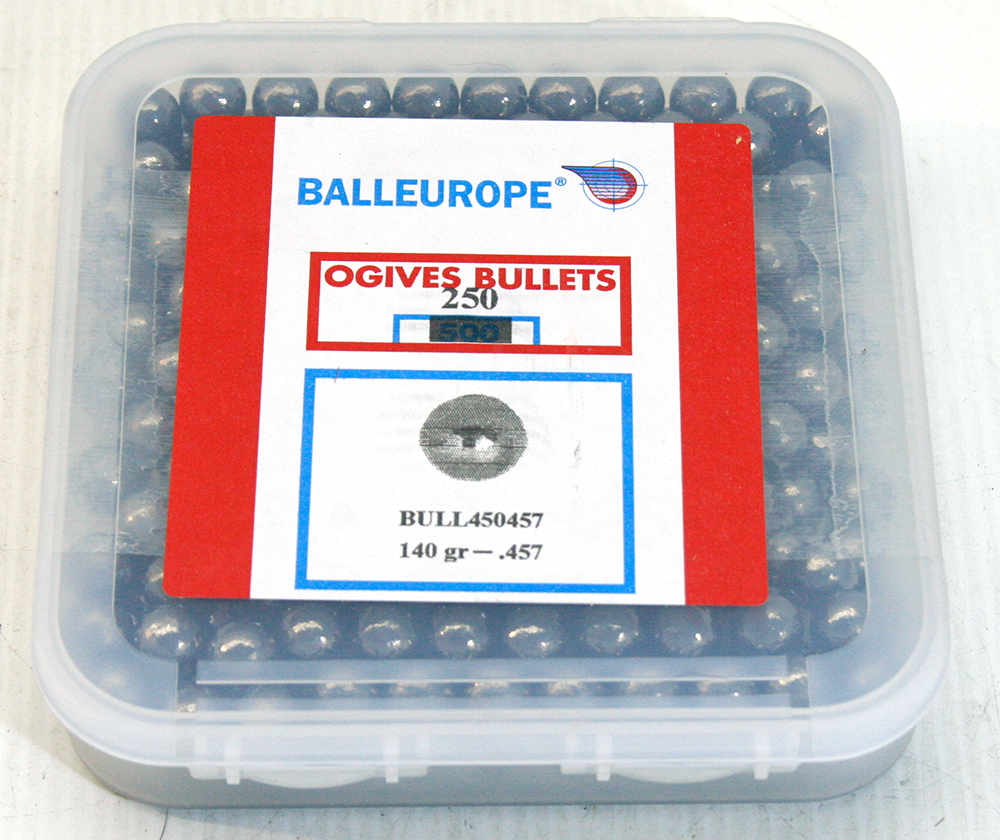 BALLEUROPE®
OGIVES BULLETS
250
500
BULL450457
140 gr — .457